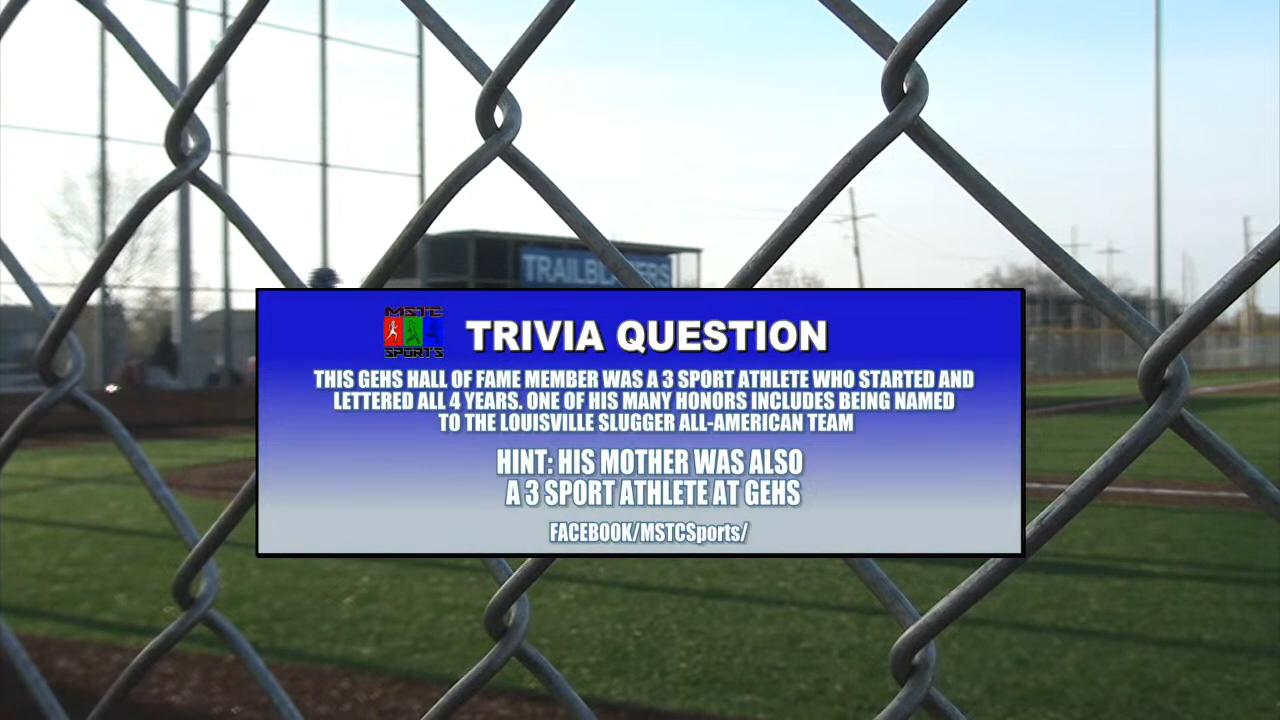 TRAILBLAZERS
MSTC
SPORTS
TRIVIA QUESTION
THIS GEHS HALL OF FAME MEMBER WAS A 3 SPORT ATHLETE WHO STARTED AND
LETTERED ALL 4 YEARS. ONE OF HIS MANY HONORS INCLUDES BEING NAMED
TO THE LOUISVILLE SLUGGER ALL-AMERICAN TEAM
HINT: HIS MOTHER WAS ALSO
A 3 SPORT ATHLETE AT GEHS
FACEBOOK/MSTCSports/